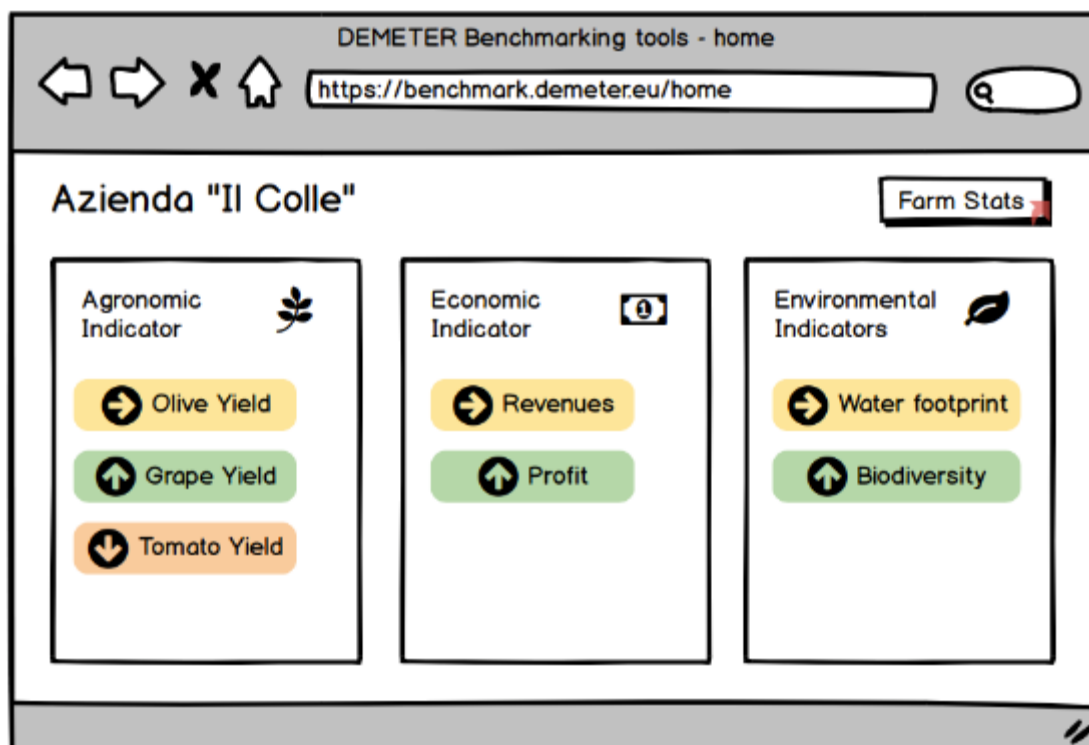 DEMETER Benchmarking tools - home
https://benchmark.demeter.eu/home
Azienda "Il Colle"
Farm Stats
Agronomic
Indicator
Olive Yield
Grape Yield
Tomato Yield
Economic
Indicator
1
Revenues
Profit
Environmental
Indicators
Water footprint
Biodiversity